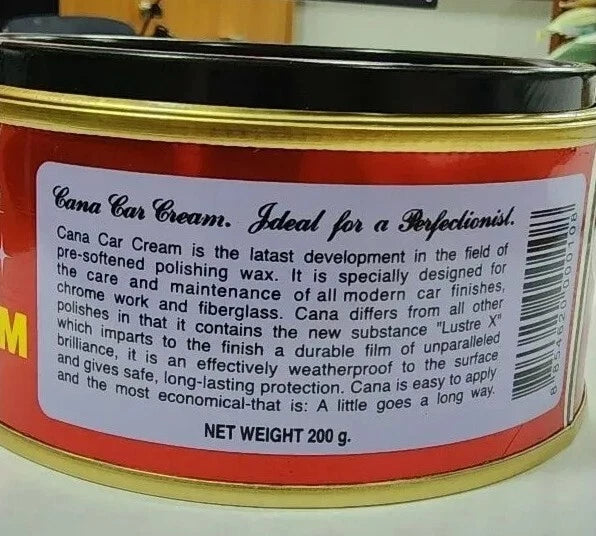 Cana Car Cream. Ideal for a Perfectionist.
Cana Car Cream is the latast development in the field of
pre-softened polishing wax. It is specially designed for
the care and maintenance of all modern car finishes,
chrome work and fiberglass. Cana differs from all other
polishes in that it contains the new substance "Lustre X"
which imparts to the finish a durable film of unparalleled
brilliance, it is an effectively weatherproof to the surface
and gives safe, long-lasting protection. Cana is easy to apply
and the most economical-that is: A little goes a long way.
NET WEIGHT 200 g.
M